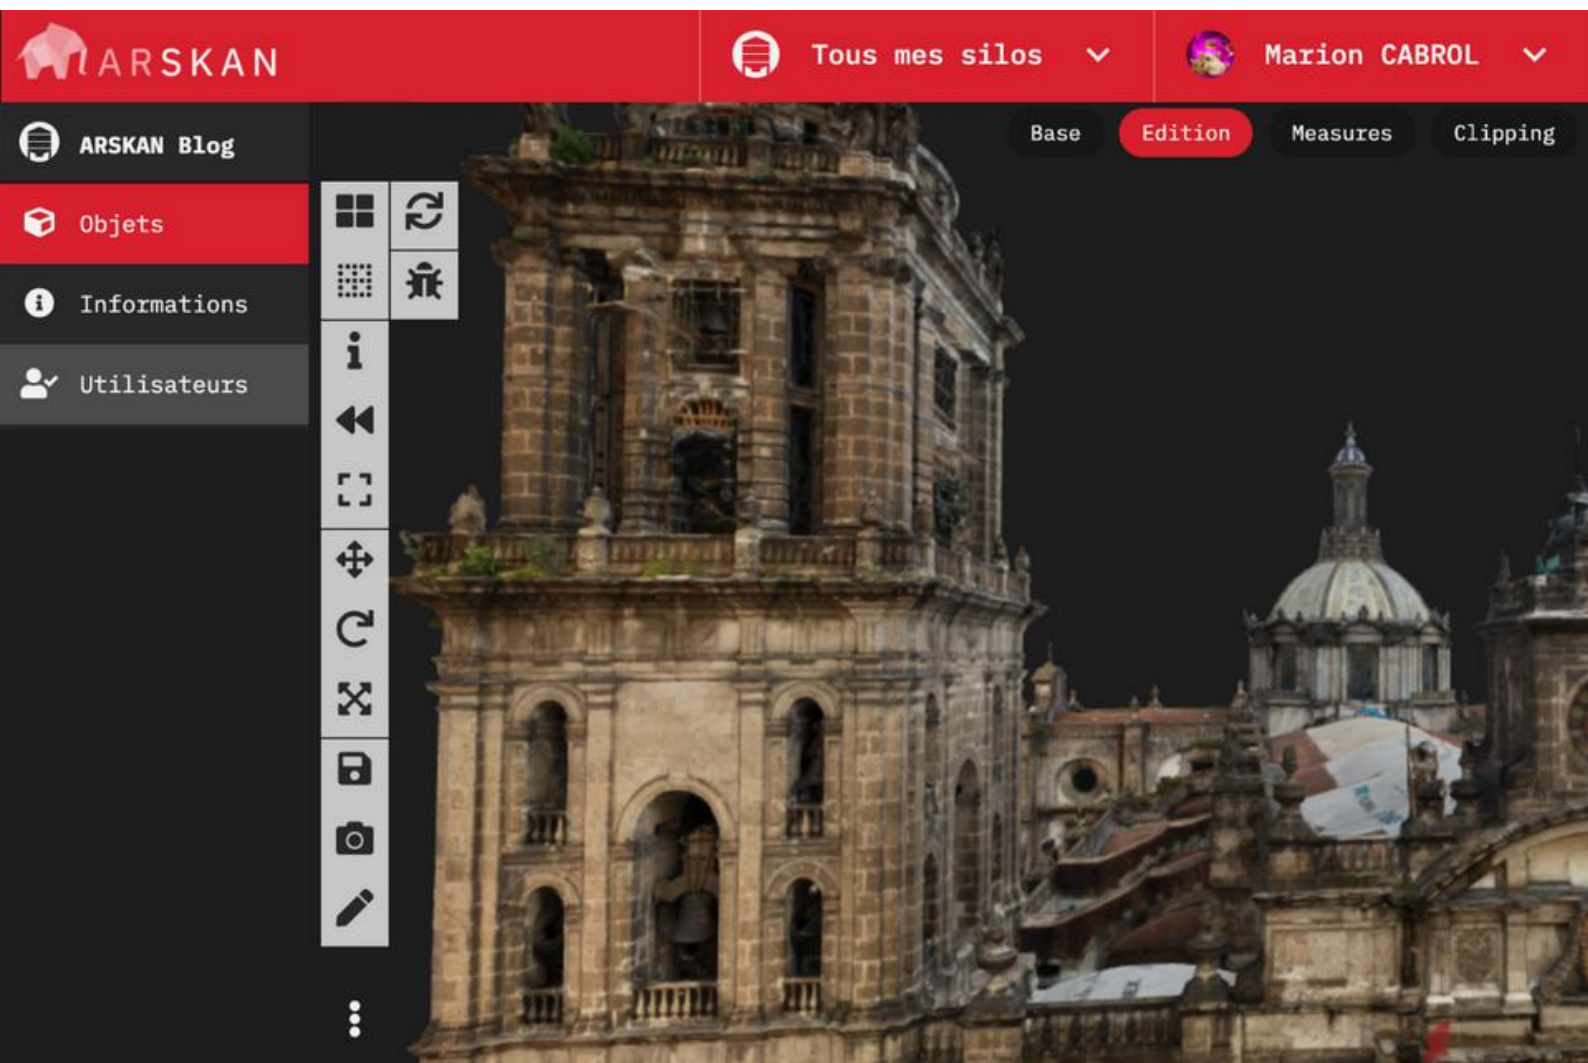 ARSKAN
Tous mes silos
Marion CABROL
ARSKAN Blog
Base
Edition
Measures
Clipping
Objets
Informations
Utilisateurs